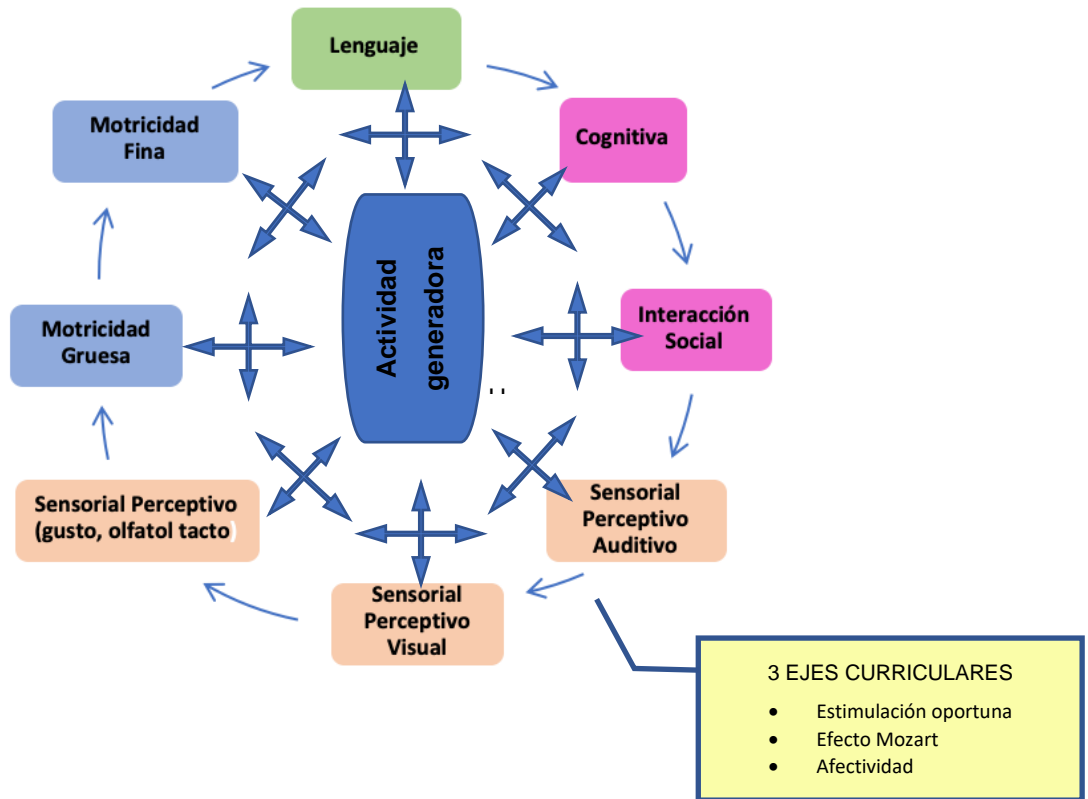 Lenguaje
Motricidad
Fina
Cognitiva
Actividad
generadora
Interacción
Social
Motricidad
Gruesa
Sensorial Perceptivo
(gusto, olfatol tacto)
Sensorial
Perceptivo
Auditivo
Sensorial
Perceptivo
Visual
3 EJES CURRICULARES
• Estimulación oportuna
• Efecto Mozart
• Afectividad